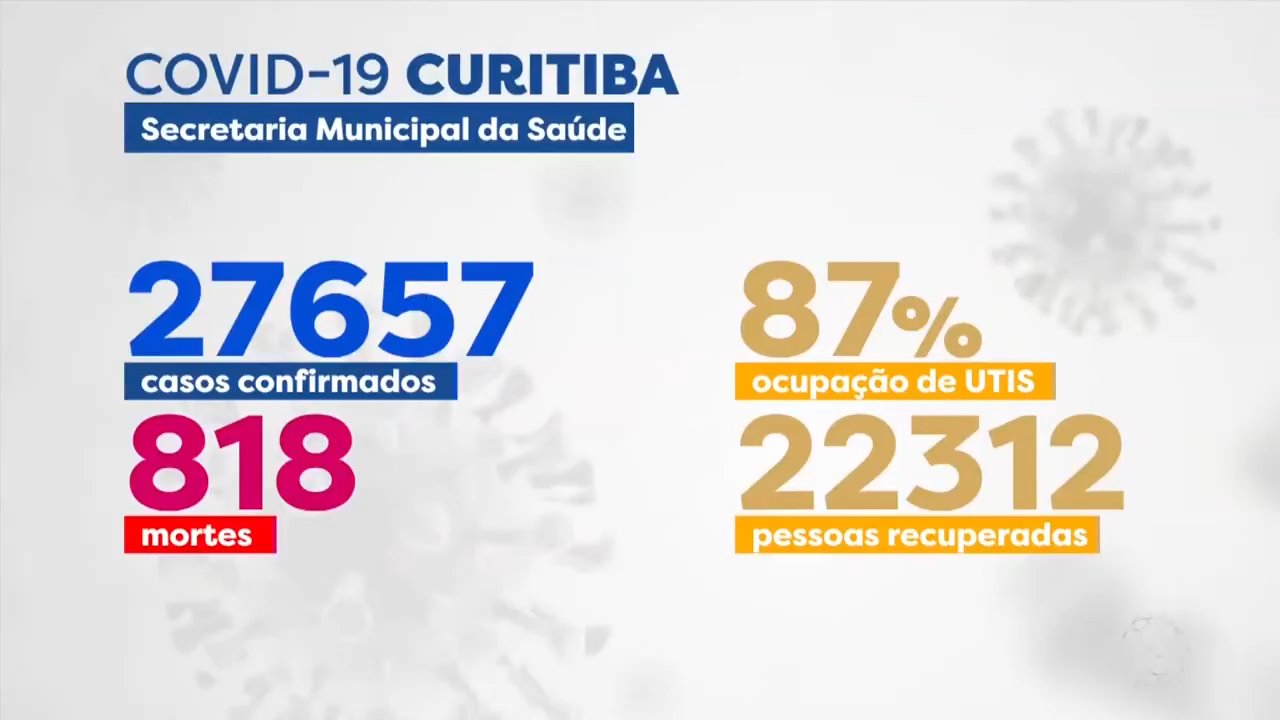 COVID-19 CURITIBA
Secretaria Municipal da Saúde
27657
casos confirmados
818
mortes
87%
ocupação de UTIS
22312
pessoas recuperadas